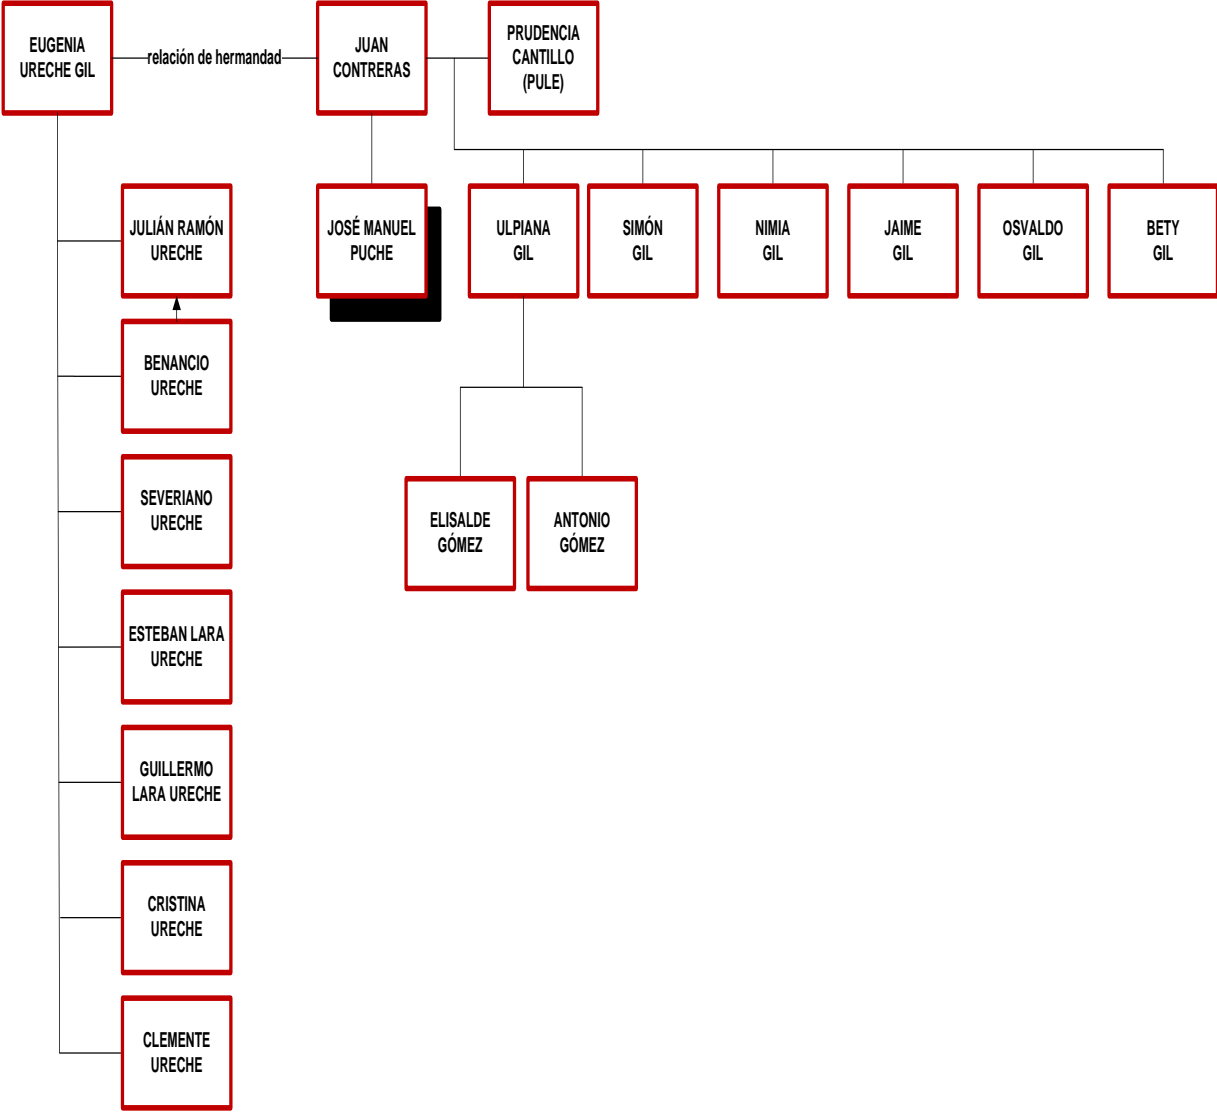 EUGENIA
URECHE GIL
relación de hermandad
JUAN
CONTRERAS
PRUDENCIA
CANTILLO
(PULE)
JULIÁN RAMÓN
URECHE
JOSÉ MANUEL
PUCHE
ULPIANA
GIL
SIMÓN
GIL
NIMIA
GIL
JAIME
GIL
OSVALDO
GIL
BETY
GIL
BENANCIO
URECHE
SEVERIANO
URECHE
ELISALDE
GÓMEZ
ANTONIO
GÓMEZ
ESTEBAN LARA
URECHE
GUILLERMO
LARA URECHE
CRISTINA
URECHE
CLEMENTE
URECHE